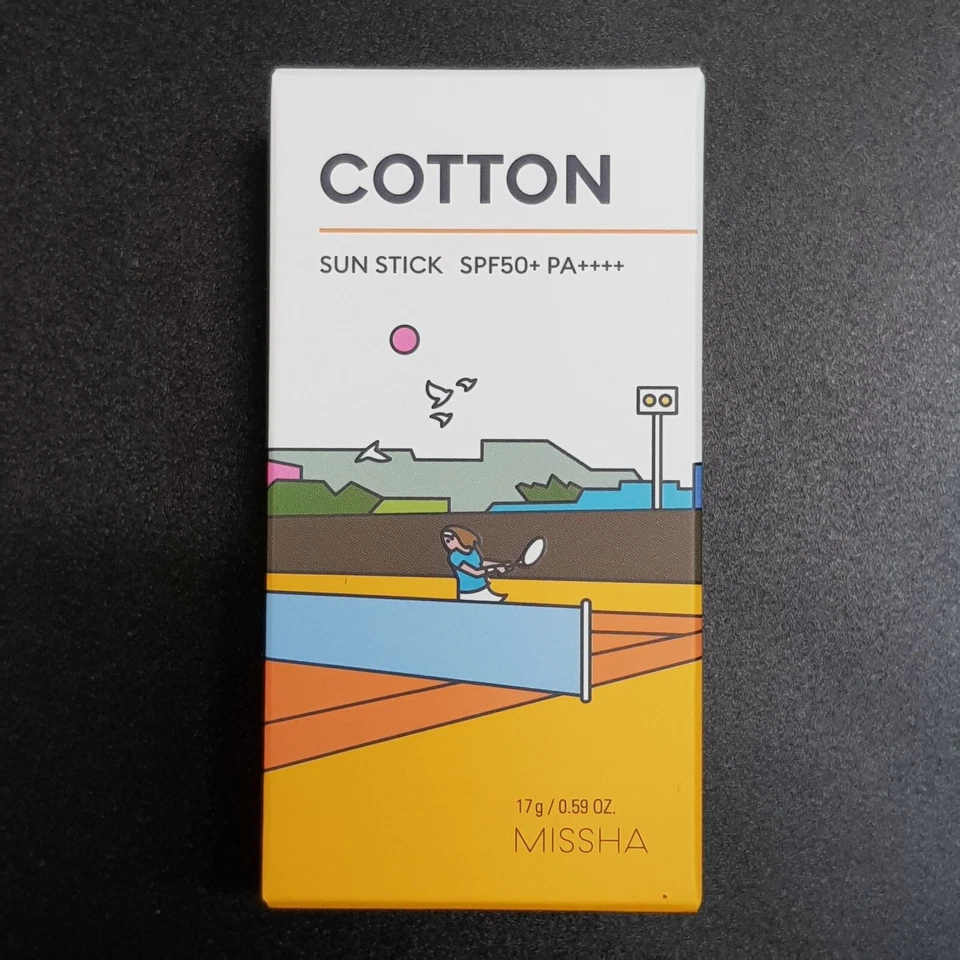 COTTON
SUN STICK SPF50+ PA++++
17g / 0.59 OZ.
MISSHA